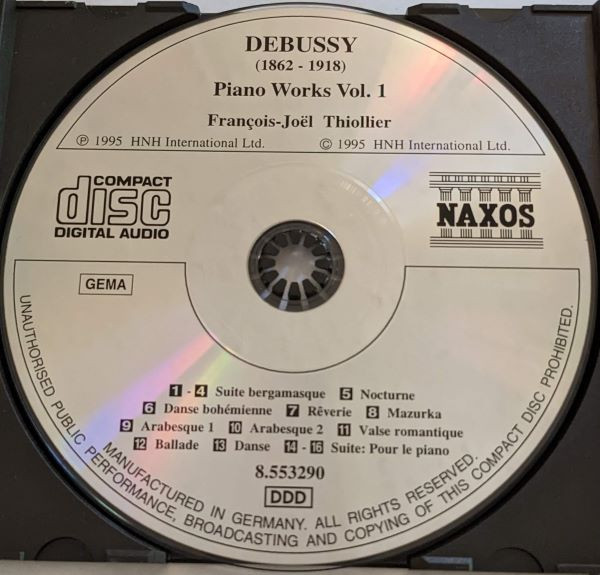 DEBUSSY
(1862 - 1918)
Piano Works Vol. 1
François-Joël Thiollier
℗ 1995 HNH International Ltd. © 1995 HNH International Ltd.
COMPACT
disc
DIGITAL AUDIO
NAXOS
GEMA
1 - 4 Suite bergamasque 5 Nocturne
6 Danse bohémienne 7 Rêverie 8 Mazurka
9 Arabesque 1 10 Arabesque 2 11 Valse romantique
12 Ballade 13 Danse 14 - 16 Suite: Pour le piano
8.553290
DDD
MANUFACTURED IN GERMANY. ALL RIGHTS RESERVED.
UNAUTHORISED PUBLIC PERFORMANCE, BROADCASTING AND COPYING OF THIS COMPACT DISC PROHIBITED.